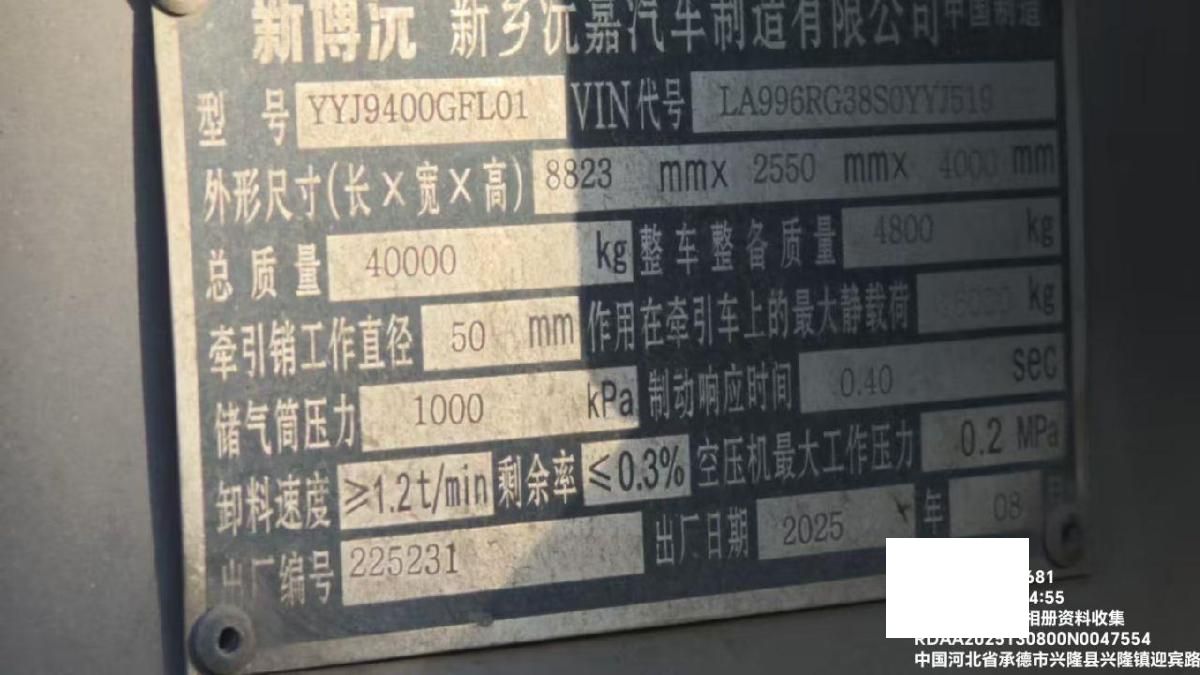 新博沅 新乡沅嘉汽车制造有限公司 中国制造
型号 YYJ9400GFL01 VIN代号 LA996RG38S0YYJ519
外形尺寸(长×宽×高) 8823 mm× 2550 mm× 4000 mm
总质量 40000 kg 整车整备质量 4800 kg
牵引销工作直径 50 mm 作用在牵引车上的最大静载荷 kg
储气筒压力 1000 kPa 制动响应时间 0.40 sec
卸料速度 ≥1.2t/min 剩余率 ≤0.3% 空压机最大工作压力 0.2 MPa
出厂编号 225231 出厂日期 2025 年 08
681
4:55
相册资料收集
RDAA2025130800N0047554
中国河北省承德市兴隆县兴隆镇迎宾路